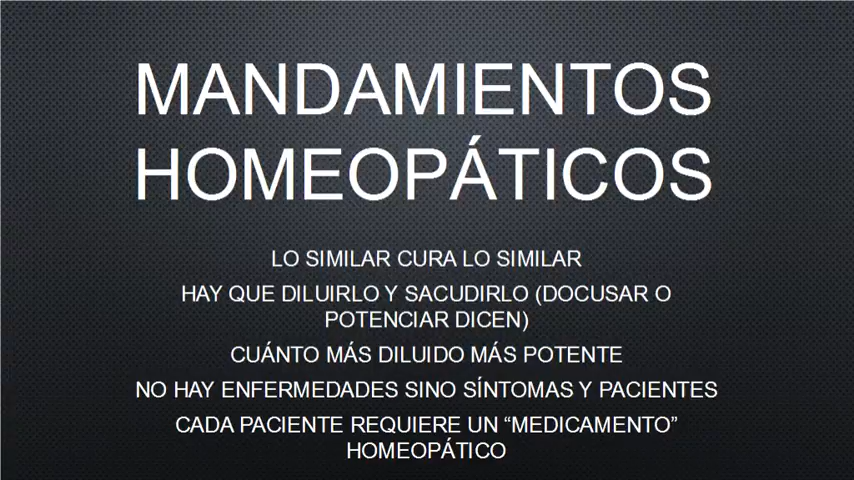 MANDAMIENTOS
HOMEOPÁTICOS
LO SIMILAR CURA LO SIMILAR
HAY QUE DILUIRLO Y SACUDIRLO (DOCUSAR O
POTENCIAR DICEN)
CUÁNTO MÁS DILUIDO MÁS POTENTE
NO HAY ENFERMEDADES SINO SÍNTOMAS Y PACIENTES
CADA PACIENTE REQUIERE UN “MEDICAMENTO”
HOMEOPÁTICO